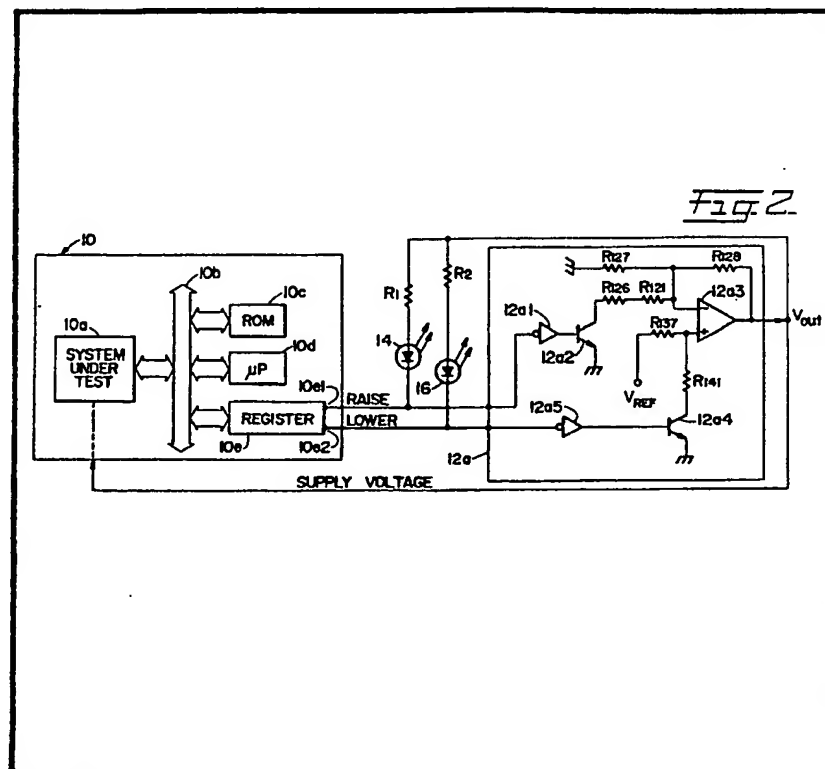 Fig. 2.
10
10b
10a
SYSTEM
UNDER
TEST
ROM
10c
μP
10d
REGISTER
10e
10e1
10e2
RAISE
LOWER
R1
R2
14
16
12a
12a1
12a2
12a5
12a4
12a3
R127
R128
R126
R121
R137
R141
VREF
Vout
SUPPLY VOLTAGE